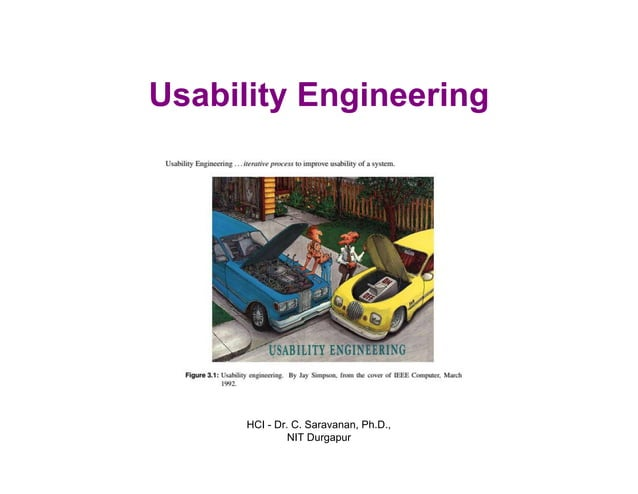 Usability Engineering
Usability Engineering . . . iterative process to improve usability of a system.
USABILITY ENGINEERING
Figure 3.1: Usability engineering. By Jay Simpson, from the cover of IEEE Computer, March
1992.
HCI - Dr. C. Saravanan, Ph.D.,
NIT Durgapur